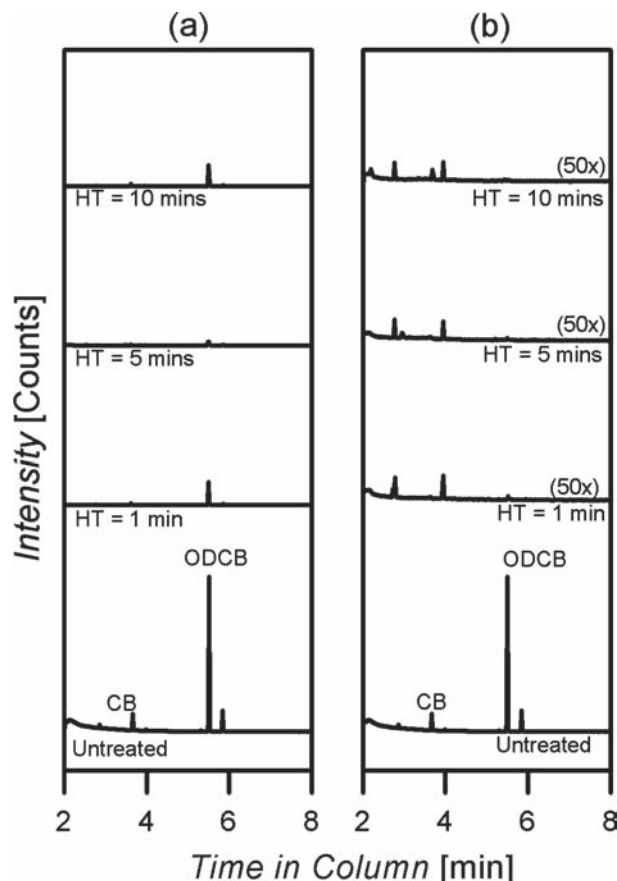 (a)
(b)
Intensity [Counts]
HT = 10 mins
HT = 5 mins
HT = 1 min
ODCB
CB
Untreated
2 4 6 8
(50x)
HT = 10 mins
(50x)
HT = 5 mins
(50x)
HT = 1 min
ODCB
CB
Untreated
2 4 6 8
Time in Column [min]